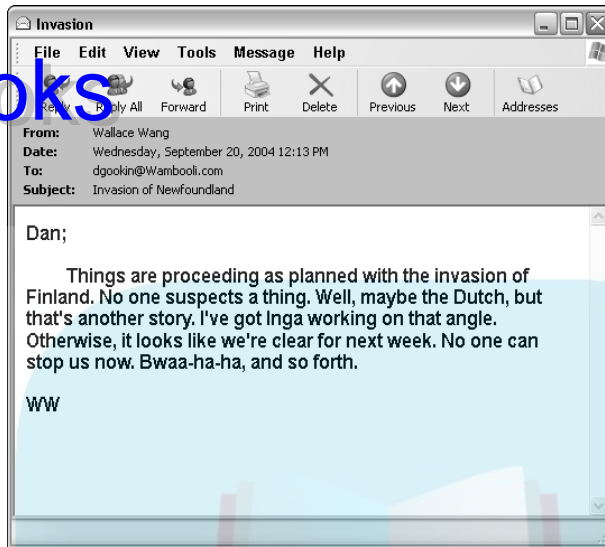 Invasion
File Edit View Tools Message Help
oks
Reply Reply All Forward Print Delete Previous Next Addresses
From: Wallace Wang
Date: Wednesday, September 20, 2004 12:13 PM
To: dgookin@Wambooli.com
Subject: Invasion of Newfoundland
Dan;
Things are proceeding as planned with the invasion of
Finland. No one suspects a thing. Well, maybe the Dutch, but
that's another story. I've got Inga working on that angle.
Otherwise, it looks like we're clear for next week. No one can
stop us now. Bwaa-ha-ha, and so forth.
WW